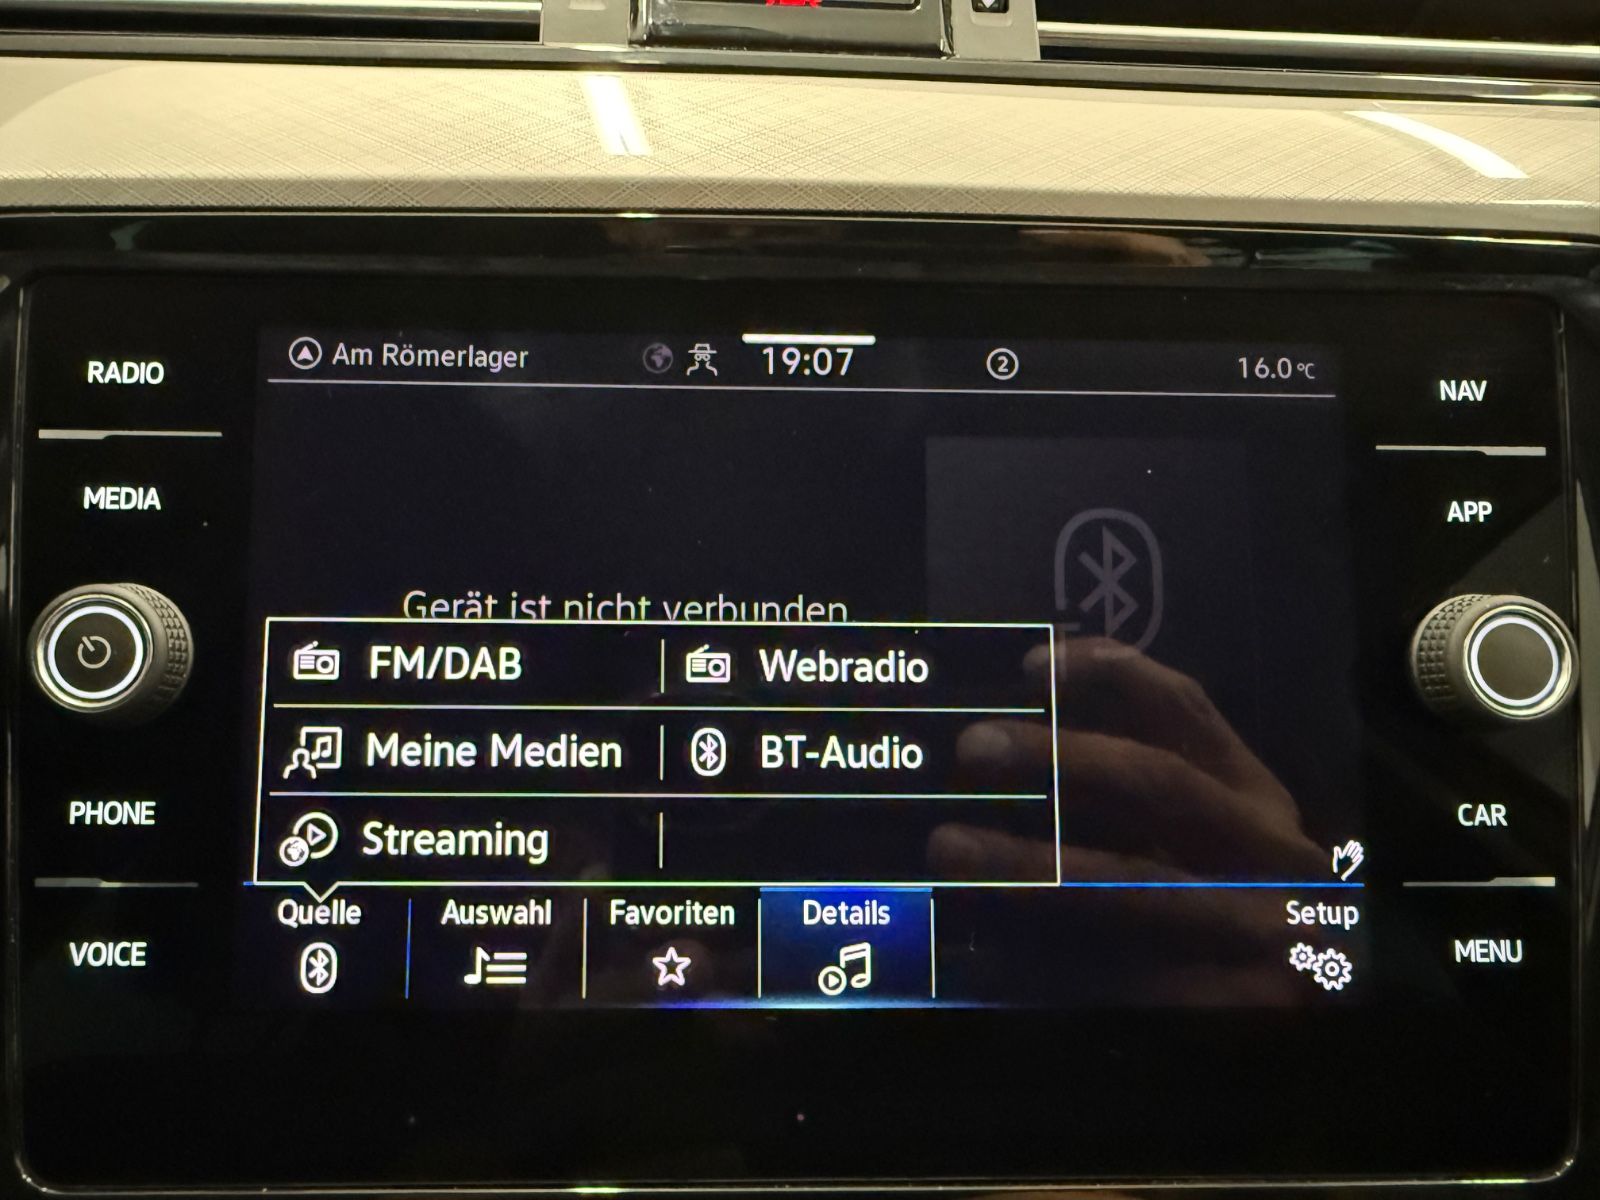 RADIO
MEDIA
PHONE
VOICE
Am Römerlager
19:07
2
16.0°C
Gerät ist nicht verbunden.
FM/DAB
Webradio
Meine Medien
BT-Audio
Streaming
Quelle
Auswahl
Favoriten
Details
Setup
NAV
APP
CAR
MENU